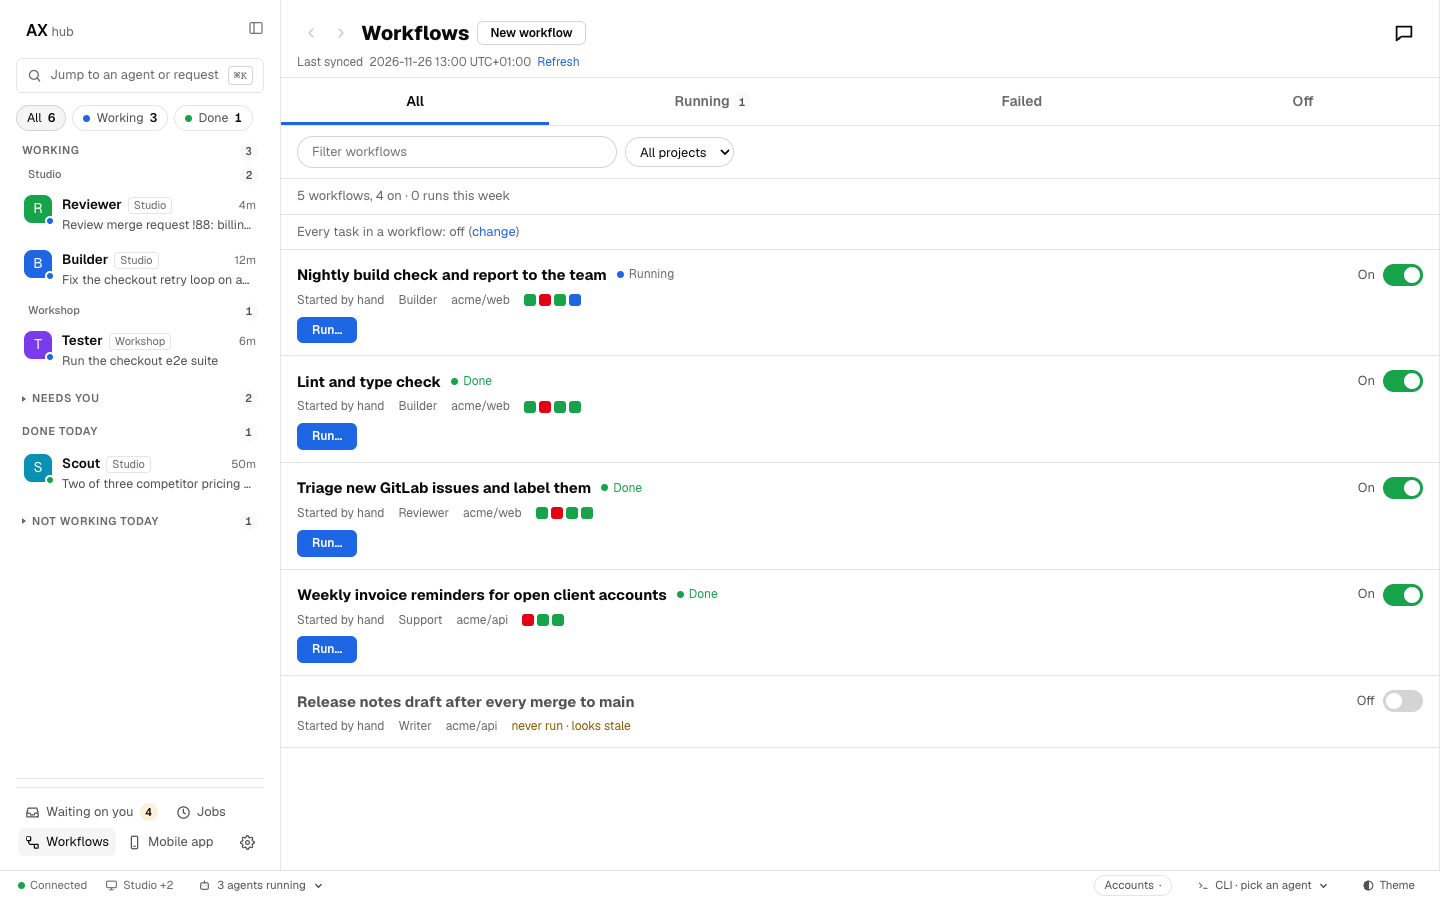 AX hub
Jump to an agent or request ⌘K
All 6 Working 3 Done 1
WORKING 3
Studio 2
R Reviewer Studio 4m
Review merge request !88: billin...
B Builder Studio 12m
Fix the checkout retry loop on a...
Workshop 1
T Tester Workshop 6m
Run the checkout e2e suite
NEEDS YOU 2
DONE TODAY 1
S Scout Studio 50m
Two of three competitor pricing ...
NOT WORKING TODAY 1
Waiting on you 4 Jobs
Workflows Mobile app
Workflows New workflow
Last synced 2026-11-26 13:00 UTC+01:00 Refresh
All Running 1 Failed Off
Filter workflows All projects
5 workflows, 4 on · 0 runs this week
Every task in a workflow: off (change)
Nightly build check and report to the team Running On
Started by hand Builder acme/web
Run...
Lint and type check Done On
Started by hand Builder acme/web
Run...
Triage new GitLab issues and label them Done On
Started by hand Reviewer acme/web
Run...
Weekly invoice reminders for open client accounts Done On
Started by hand Support acme/api
Run...
Release notes draft after every merge to main Off
Started by hand Writer acme/api never run · looks stale
Connected Studio +2 3 agents running Accounts · CLI · pick an agent Theme